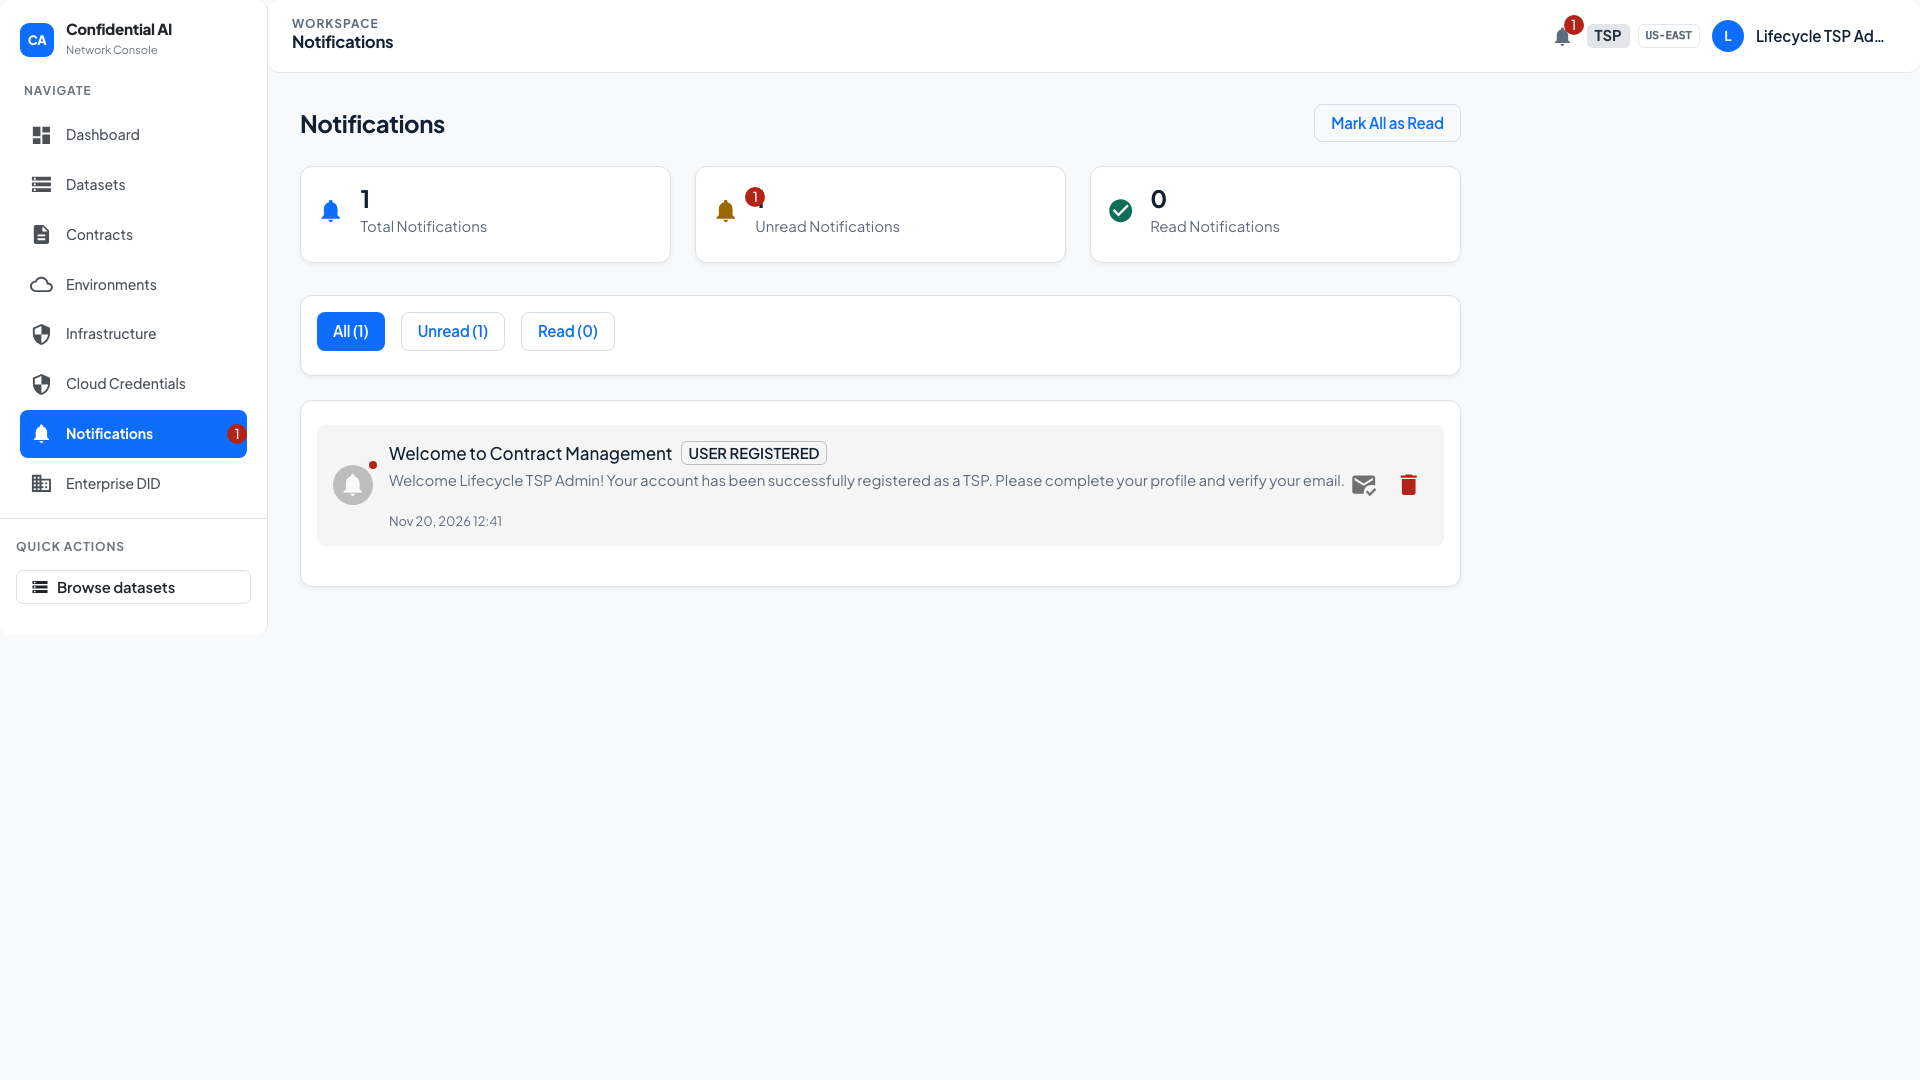 CA
Confidential AI
Network Console
NAVIGATE
Dashboard
Datasets
Contracts
Environments
Infrastructure
Cloud Credentials
Notifications 1
Enterprise DID
QUICK ACTIONS
Browse datasets
WORKSPACE
Notifications
1
TSP
US-EAST
L
Lifecycle TSP Ad...
Notifications
Mark All as Read
1
Total Notifications
1
Unread Notifications
0
Read Notifications
All (1)
Unread (1)
Read (0)
Welcome to Contract Management USER REGISTERED
Welcome Lifecycle TSP Admin! Your account has been successfully registered as a TSP. Please complete your profile and verify your email.
Nov 20, 2026 12:41